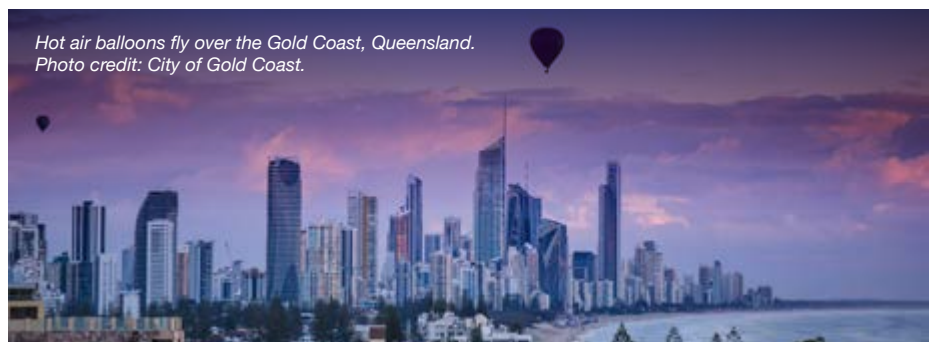 Hot air balloons fly over the Gold Coast, Queensland.
Photo credit: City of Gold Coast.